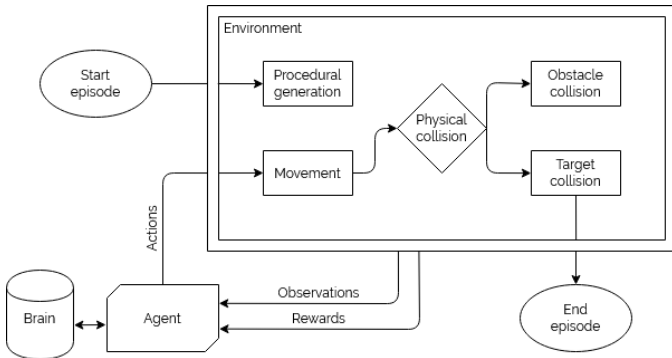 Environment
Start
episode
Procedural
generation
Physical
collision
Obstacle
collision
Movement
Target
collision
Actions
Observations
Rewards
Brain
Agent
End
episode